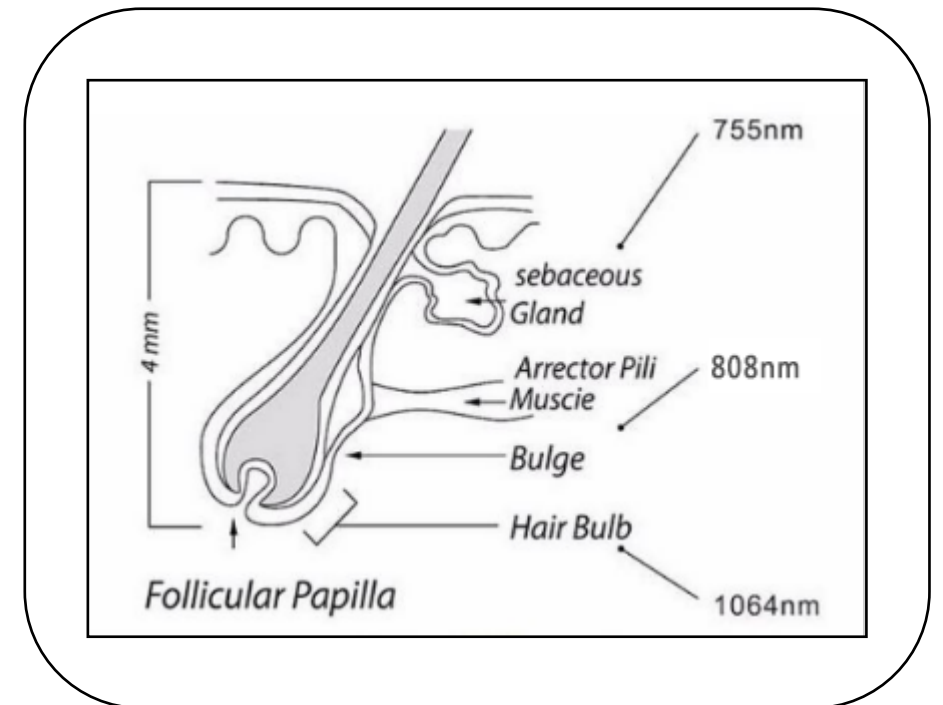 755nm
sebaceous
Gland
4 mm
Arrector Pili
Muscie
808nm
Bulge
Hair Bulb
Follicular Papilla
1064nm